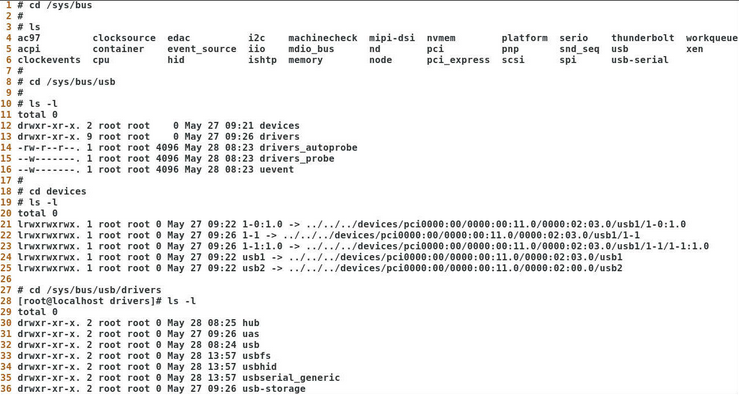 1 # cd /sys/bus
2 #
3 # ls
4 ac97 clocksource edac i2c machinecheck mipi-dsi nvmem platform serio thunderbolt workqueue
5 acpi container event_source iio mdio_bus nd pci pnp snd_seq usb xen
6 clockevents cpu hid ishtp memory node pci_express scsi spi usb-serial
7 #
8 # cd /sys/bus/usb
9 #
10 # ls -l
11 total 0
12 drwxr-xr-x. 2 root root 0 May 27 09:21 devices
13 drwxr-xr-x. 9 root root 0 May 27 09:26 drivers
14 -rw-r--r--. 1 root root 4096 May 28 08:23 drivers_autoprobe
15 --w-------. 1 root root 4096 May 28 08:23 drivers_probe
16 --w-------. 1 root root 4096 May 28 08:23 uevent
17 #
18 # cd devices
19 # ls -l
20 total 0
21 lrwxrwxrwx. 1 root root 0 May 27 09:22 1-0:1.0 -> ../../../devices/pci0000:00/0000:00:11.0/0000:02:03.0/usb1/1-0:1.0
22 lrwxrwxrwx. 1 root root 0 May 27 09:26 1-1 -> ../../../devices/pci0000:00/0000:00:11.0/0000:02:03.0/usb1/1-1
23 lrwxrwxrwx. 1 root root 0 May 27 09:26 1-1:1.0 -> ../../../devices/pci0000:00/0000:00:11.0/0000:02:03.0/usb1/1-1/1-1:1.0
24 lrwxrwxrwx. 1 root root 0 May 27 09:22 usb1 -> ../../../devices/pci0000:00/0000:00:11.0/0000:02:03.0/usb1
25 lrwxrwxrwx. 1 root root 0 May 27 09:22 usb2 -> ../../../devices/pci0000:00/0000:00:11.0/0000:02:00.0/usb2
26
27 # cd /sys/bus/usb/drivers
28 [root@localhost drivers]# ls -l
29 total 0
30 drwxr-xr-x. 2 root root 0 May 28 08:25 hub
31 drwxr-xr-x. 2 root root 0 May 27 09:26 uas
32 drwxr-xr-x. 2 root root 0 May 28 08:24 usb
33 drwxr-xr-x. 2 root root 0 May 28 13:57 usbfs
34 drwxr-xr-x. 2 root root 0 May 28 13:57 usbhid
35 drwxr-xr-x. 2 root root 0 May 28 13:57 usbserial_generic
36 drwxr-xr-x. 2 root root 0 May 27 09:26 usb-storage